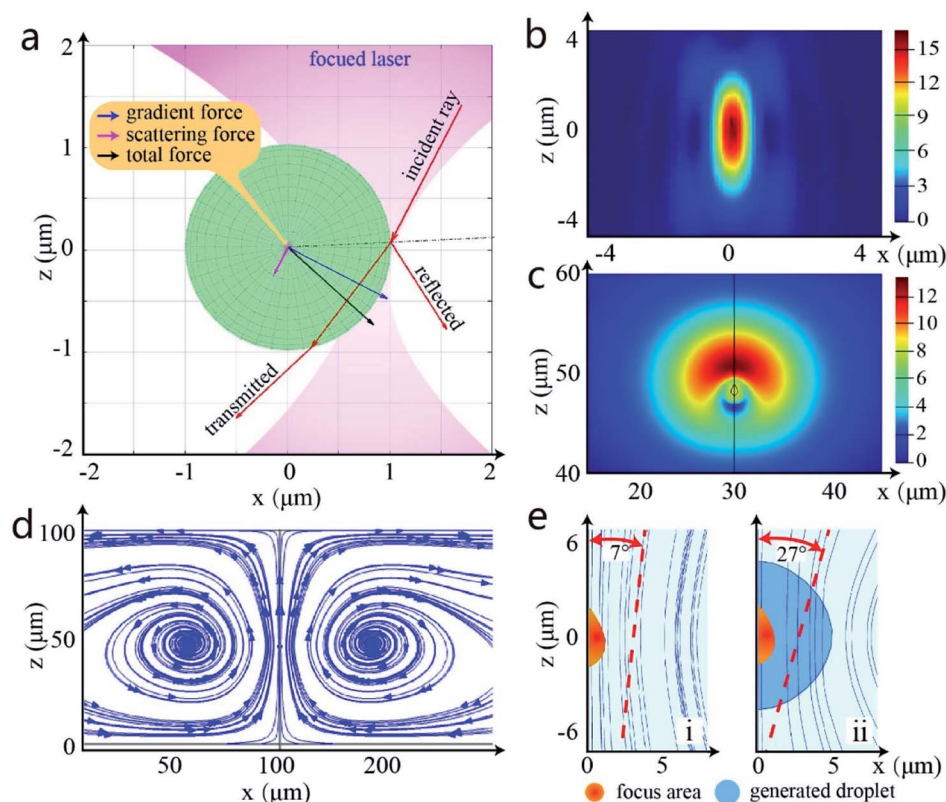 a
2
1
0
-1
-2
z (μm)
-2
-1
0
1
2
x (μm)
focued laser
gradient force
scattering force
total force
incident ray
reflected
transmitted
b
4
0
-4
z (μm)
-4
0
4
x (μm)
15
12
9
6
3
0
c
60
50
40
z (μm)
20
30
40
x (μm)
12
10
8
6
4
2
0
d
100
50
0
z (μm)
50
100
200
x (μm)
e
6
0
-6
z (μm)
7°
i
0
5
27°
ii
0
5
x (μm)
focus area
generated droplet